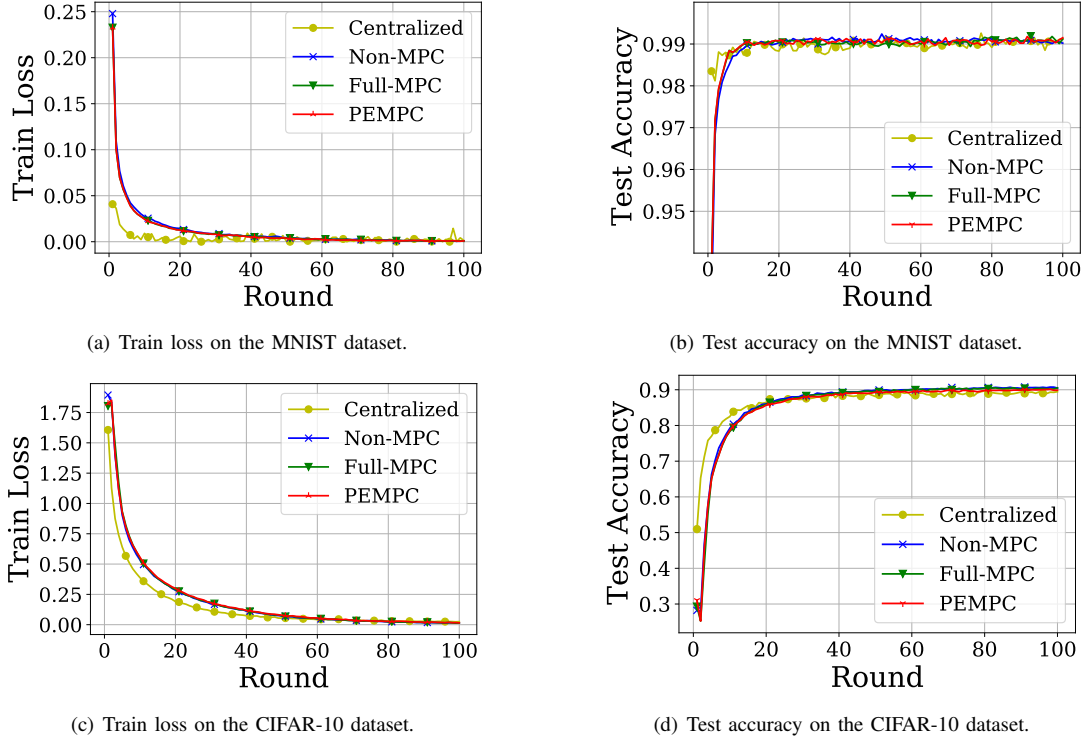 0.25
0.20
0.15
0.10
0.05
0.00
Train Loss
Centralized
Non-MPC
Full-MPC
PEMPC
0 20 40 60 80 100
Round
(a) Train loss on the MNIST dataset.
0.99
0.98
0.97
0.96
0.95
Test Accuracy
Centralized
Non-MPC
Full-MPC
PEMPC
0 20 40 60 80 100
Round
(b) Test accuracy on the MNIST dataset.
1.75
1.50
1.25
1.00
0.75
0.50
0.25
0.00
Train Loss
Centralized
Non-MPC
Full-MPC
PEMPC
0 20 40 60 80 100
Round
(c) Train loss on the CIFAR-10 dataset.
0.9
0.8
0.7
0.6
0.5
0.4
0.3
Test Accuracy
Centralized
Non-MPC
Full-MPC
PEMPC
0 20 40 60 80 100
Round
(d) Test accuracy on the CIFAR-10 dataset.